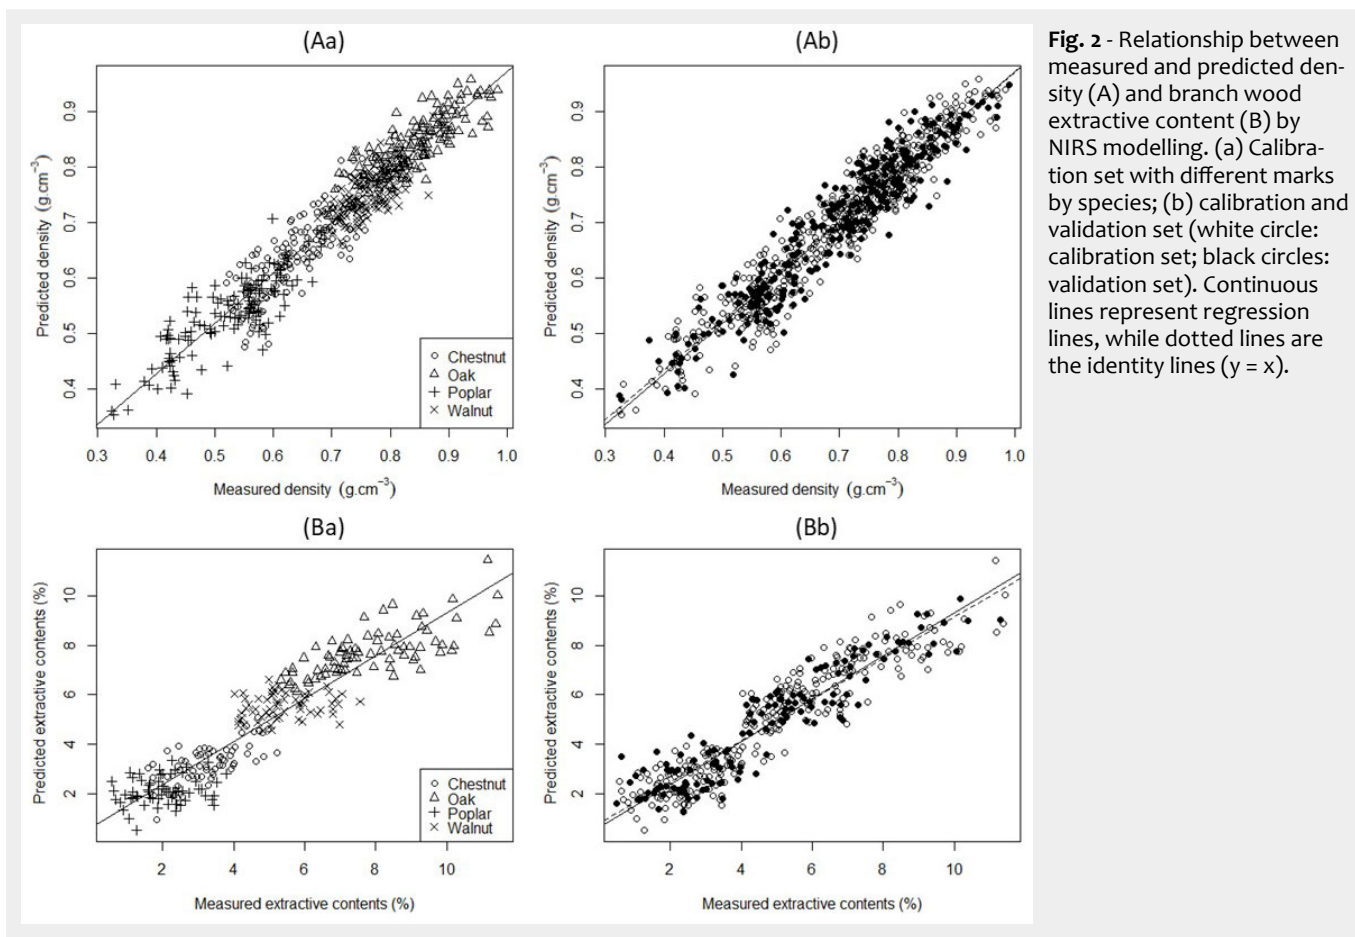 (Aa)
Predicted density (g.cm⁻³)
0.9
0.8
0.7
0.6
0.5
0.4
Chestnut
Oak
Poplar
Walnut
0.3 0.4 0.5 0.6 0.7 0.8 0.9 1.0
Measured density (g.cm⁻³)
(Ab)
Predicted density (g.cm⁻³)
0.9
0.8
0.7
0.6
0.5
0.4
0.3 0.4 0.5 0.6 0.7 0.8 0.9 1.0
Measured density (g.cm⁻³)
(Ba)
Predicted extractive contents (%)
10
8
6
4
2
Chestnut
Oak
Poplar
Walnut
2 4 6 8 10
Measured extractive contents (%)
(Bb)
Predicted extractive contents (%)
10
8
6
4
2
2 4 6 8 10
Measured extractive contents (%)
Fig. 2 - Relationship between
measured and predicted den-
sity (A) and branch wood
extractive content (B) by
NIRS modelling. (a) Calibra-
tion set with different marks
by species; (b) calibration and
validation set (white circle:
calibration set; black circles:
validation set). Continuous
lines represent regression
lines, while dotted lines are
the identity lines (y = x).